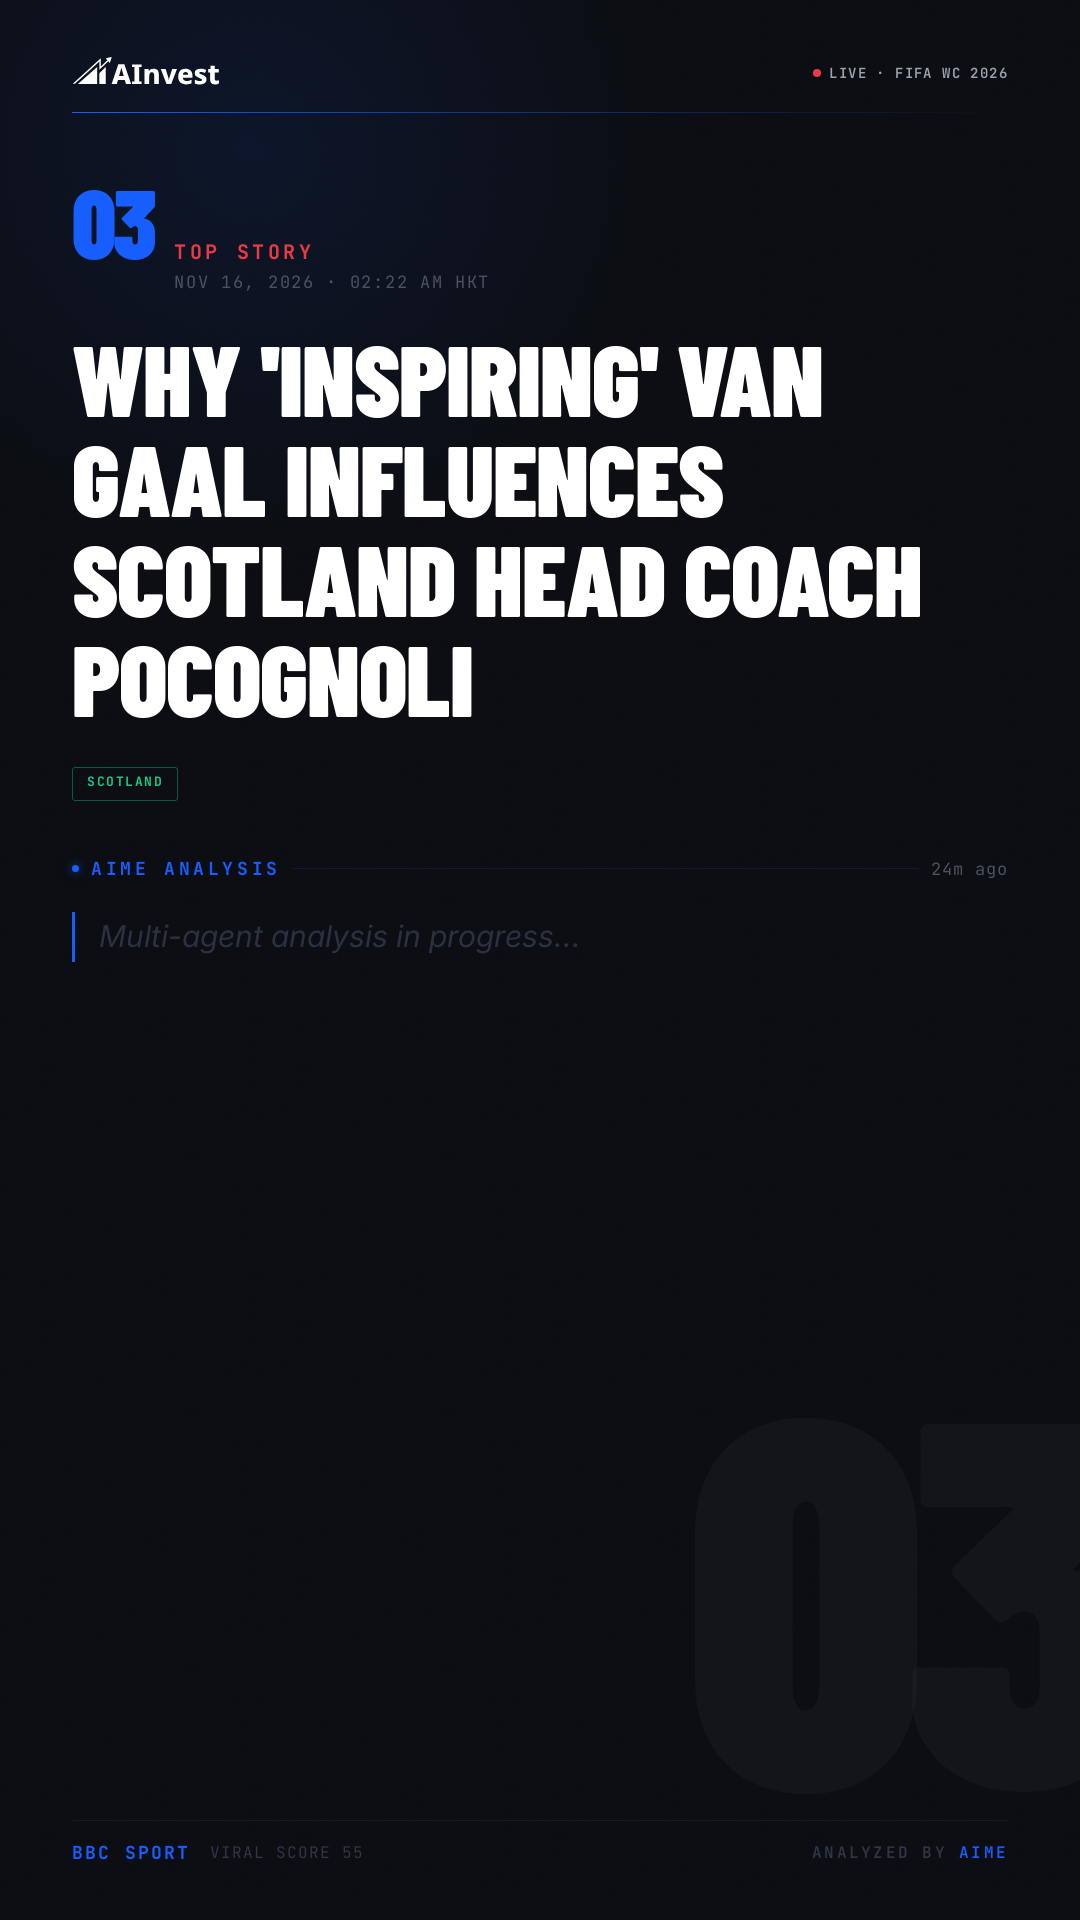 AInvest
LIVE · FIFA WC 2026
03
TOP STORY
NOV 16, 2026 · 02:22 AM HKT
WHY 'INSPIRING' VAN
GAAL INFLUENCES
SCOTLAND HEAD COACH
POCOGNOLI
SCOTLAND
AIME ANALYSIS
24m ago
Multi-agent analysis in progress...
03
BBC SPORT VIRAL SCORE 55
ANALYZED BY AIME